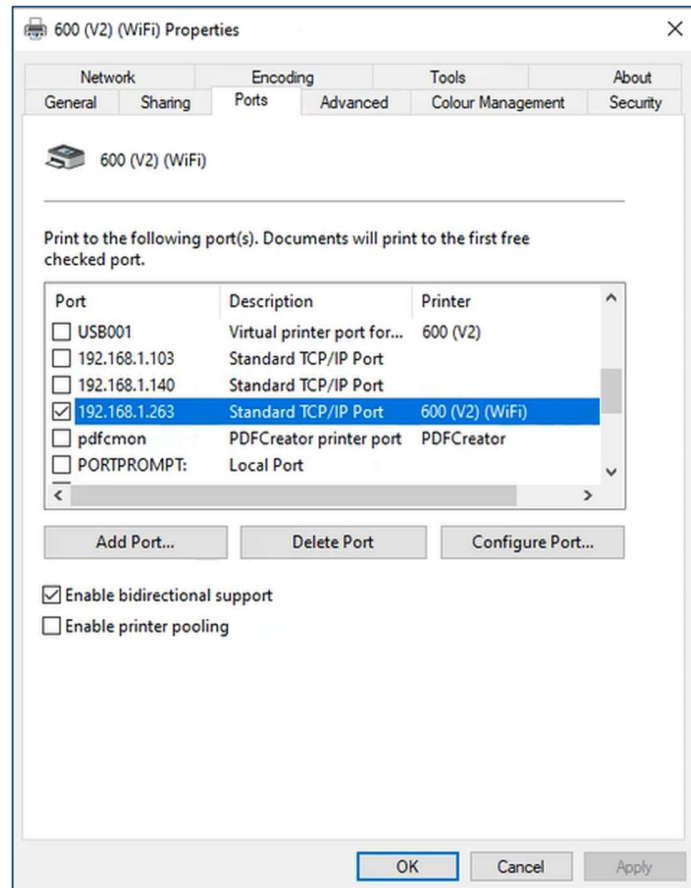 600 (V2) (WiFi) Properties
Network Encoding Tools About
General Sharing Ports Advanced Colour Management Security
600 (V2) (WiFi)
Print to the following port(s). Documents will print to the first free
checked port.
Port Description Printer
USB001 Virtual printer port for... 600 (V2)
192.168.1.103 Standard TCP/IP Port
192.168.1.140 Standard TCP/IP Port
192.168.1.263 Standard TCP/IP Port 600 (V2) (WiFi)
pdfcmon PDFCreator printer port PDFCreator
PORTPROMPT: Local Port
Add Port... Delete Port Configure Port...
Enable bidirectional support
Enable printer pooling
OK Cancel Apply